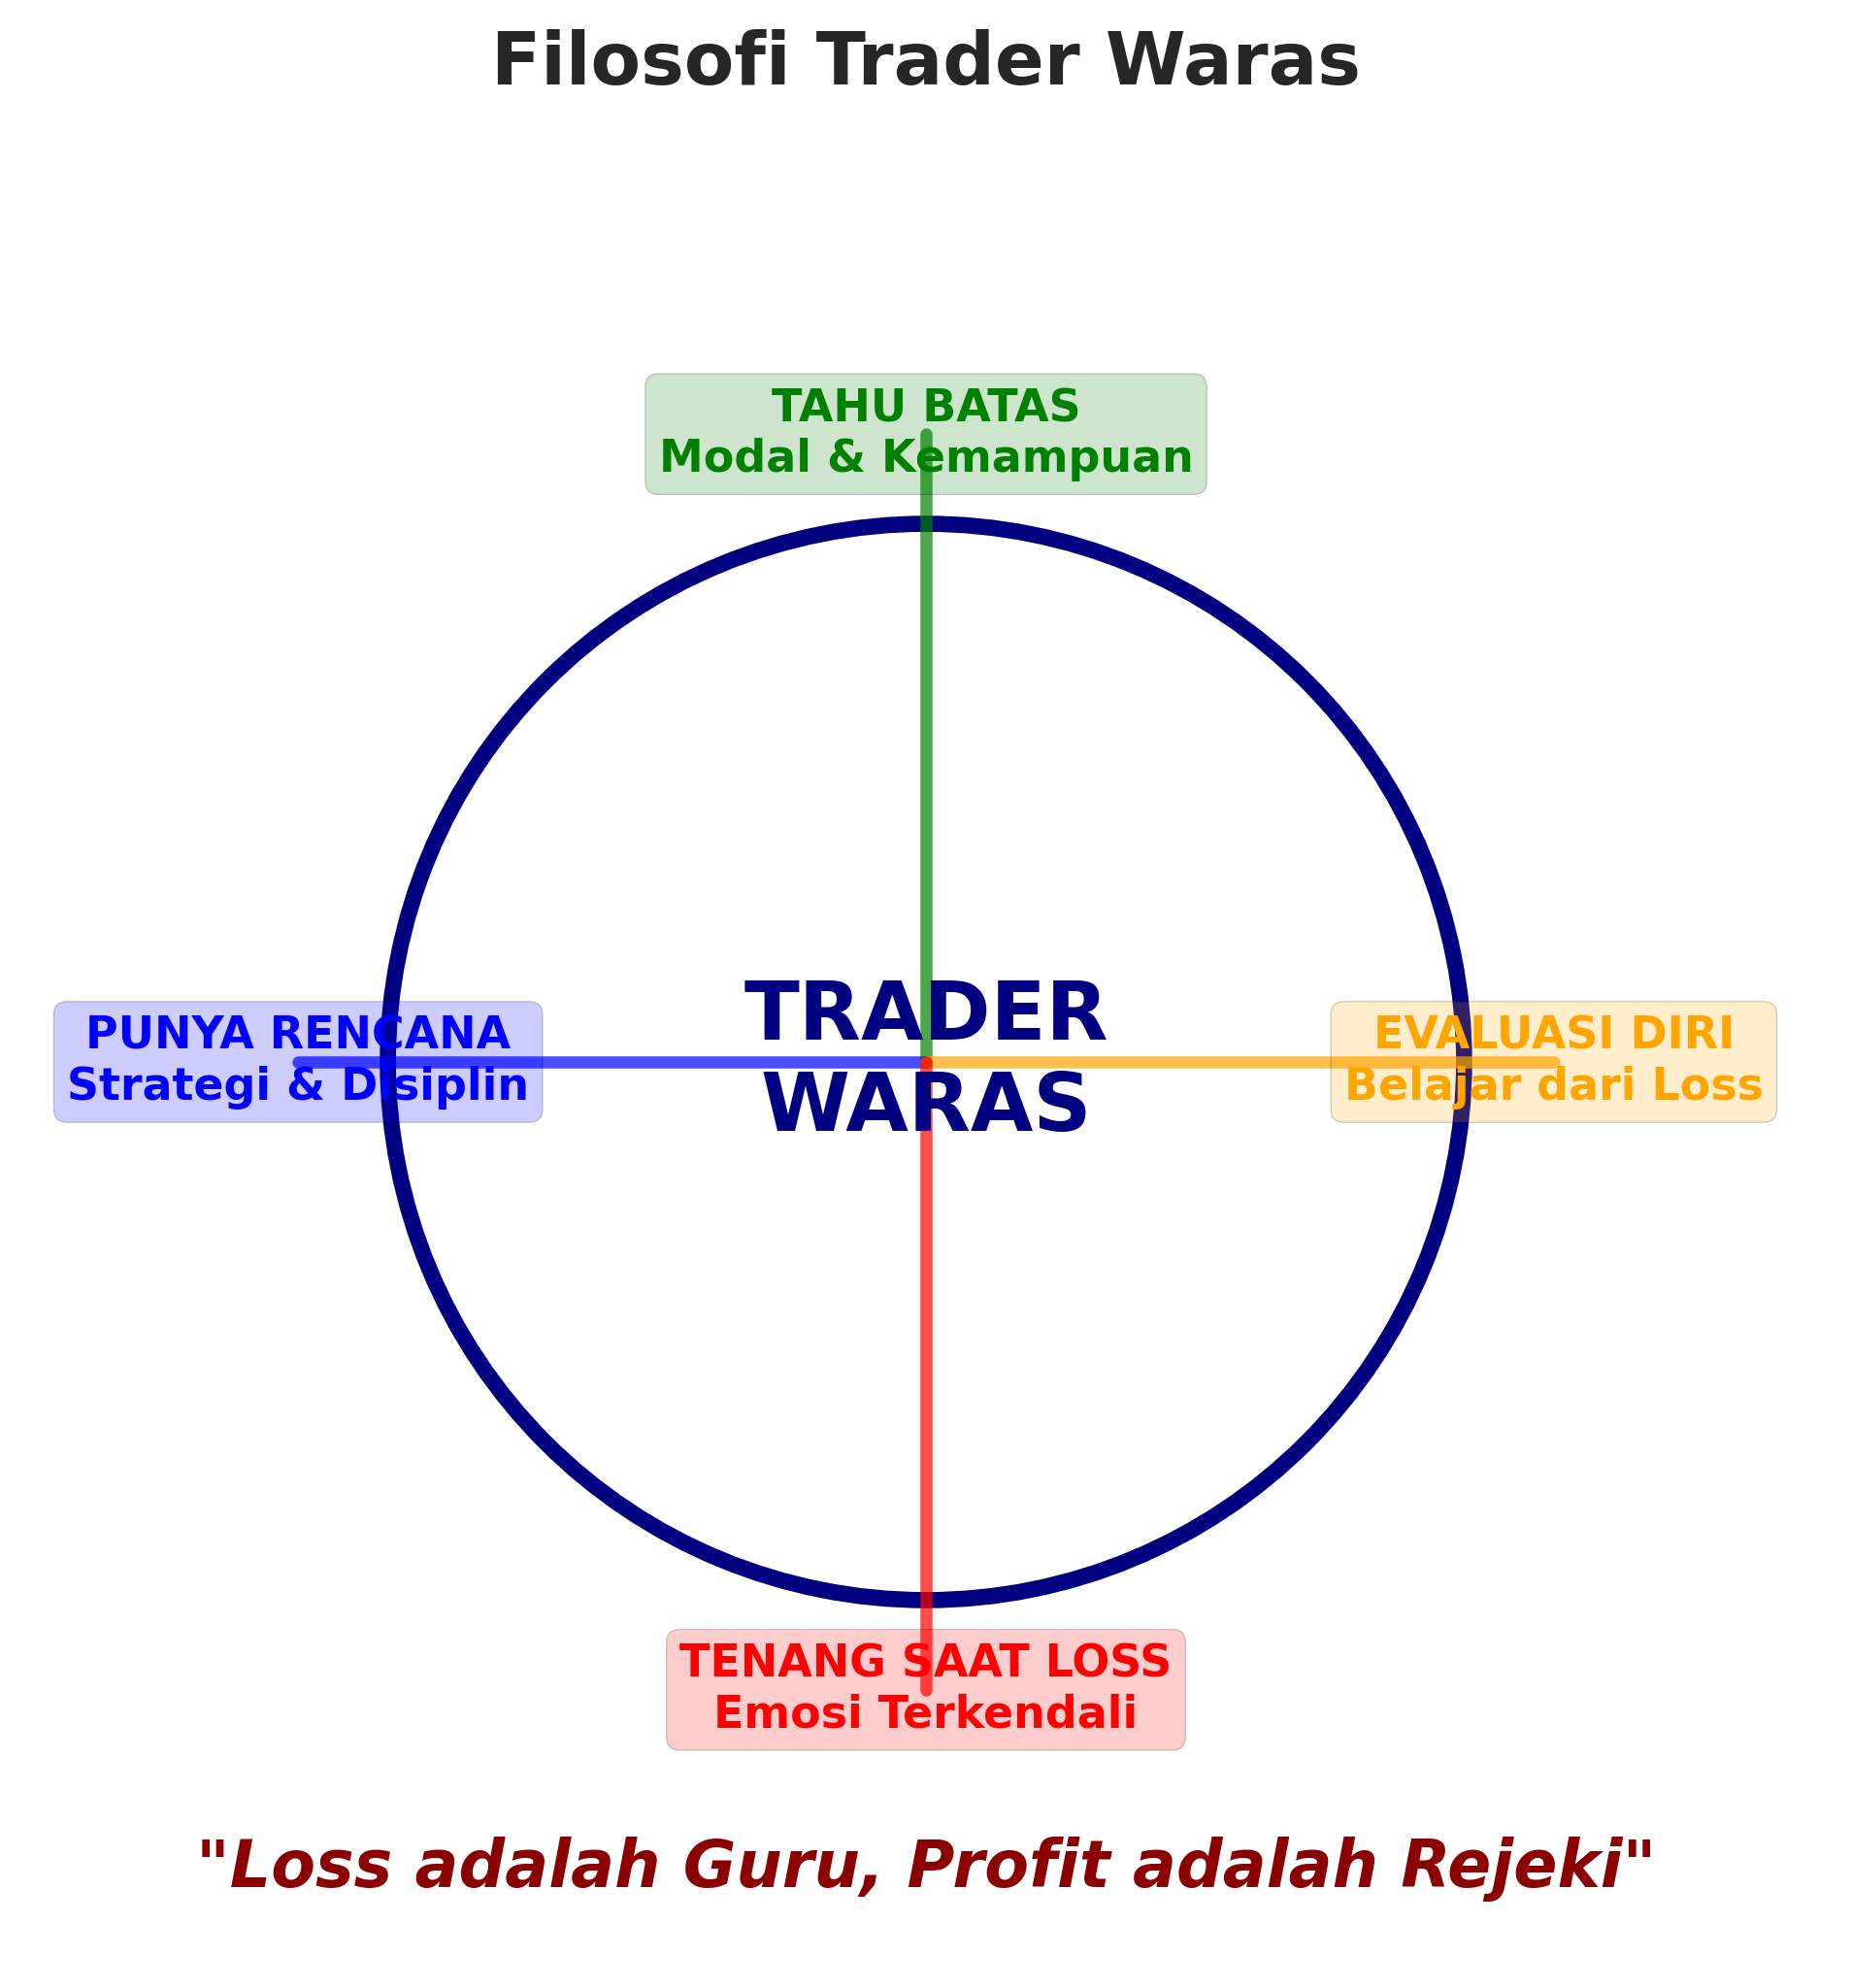 Filosofi Trader Waras
TAHU BATAS
Modal & Kemampuan
TRADER
WARAS
PUNYA RENCANA
Strategi & Disiplin
EVALUASI DIRI
Belajar dari Loss
TENANG SAAT LOSS
Emosi Terkendali
"Loss adalah Guru, Profit adalah Rejeki"